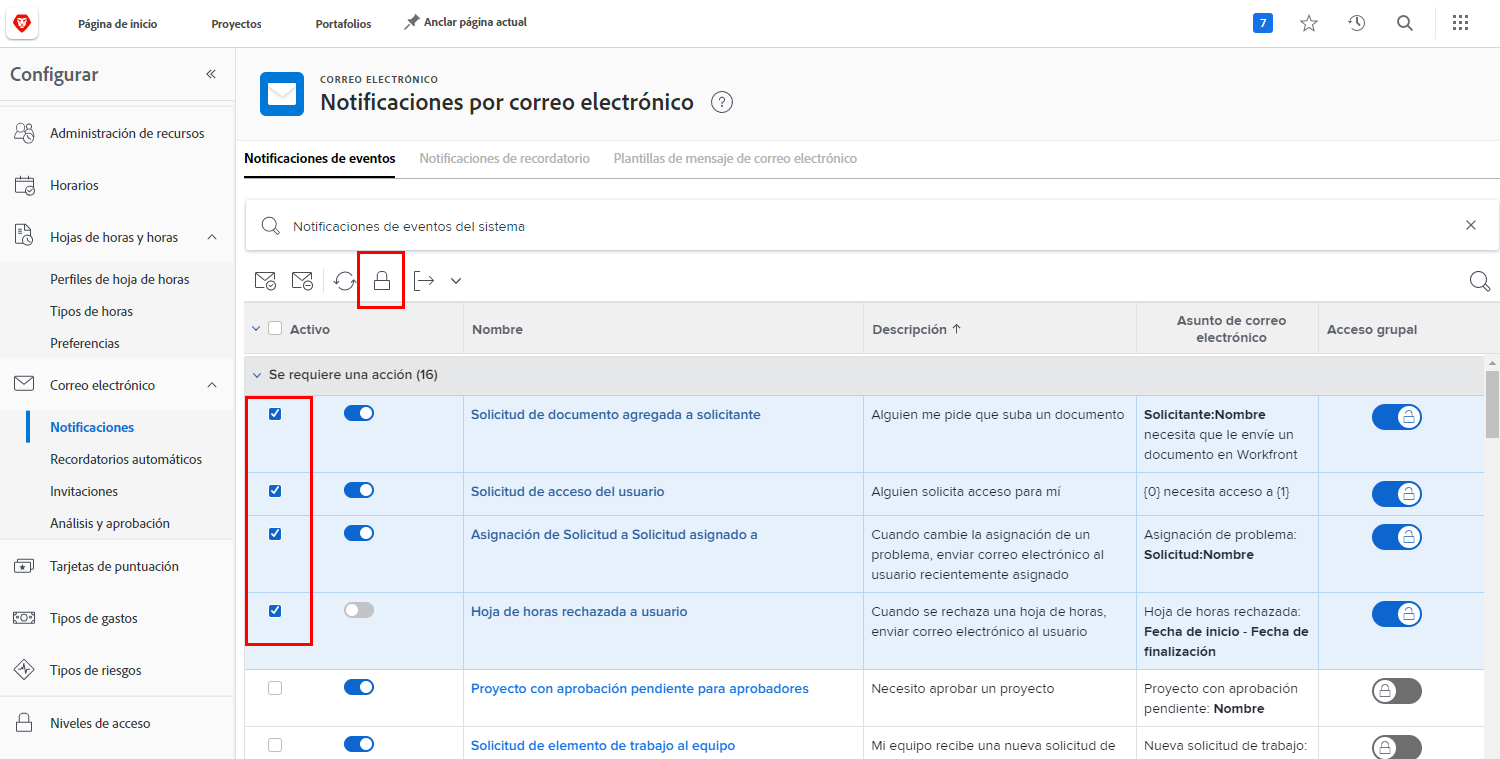 Página de inicio
Proyectos
Portafolios
Anclar página actual
7
Configurar
Administración de recursos
Horarios
Hojas de horas y horas
Perfiles de hoja de horas
Tipos de horas
Preferencias
Correo electrónico
Notificaciones
Recordatorios automáticos
Invitaciones
Análisis y aprobación
Tarjetas de puntuación
Tipos de gastos
Tipos de riesgos
Niveles de acceso
CORREO ELECTRÓNICO
Notificaciones por correo electrónico
?
Notificaciones de eventos
Notificaciones de recordatorio
Plantillas de mensaje de correo electrónico
Notificaciones de eventos del sistema
Activo
Nombre
Descripción ↑
Asunto de correo
electrónico
Acceso grupal
Se requiere una acción (16)
Solicitud de documento agregada a solicitante
Alguien me pide que suba un documento
Solicitante:Nombre
necesita que le envíe un
documento en Workfront
Solicitud de acceso del usuario
Alguien solicita acceso para mí
{0} necesita acceso a {1}
Asignación de Solicitud a Solicitud asignado a
Cuando cambie la asignación de un
problema, enviar correo electrónico al
usuario recientemente asignado
Asignación de problema:
Solicitud:Nombre
Hoja de horas rechazada a usuario
Cuando se rechaza una hoja de horas,
enviar correo electrónico al usuario
Hoja de horas rechazada:
Fecha de inicio - Fecha de
finalización
Proyecto con aprobación pendiente para aprobadores
Necesito aprobar un proyecto
Proyecto con aprobación
pendiente: Nombre
Solicitud de elemento de trabajo al equipo
Mi equipo recibe una nueva solicitud de
Nueva solicitud de trabajo: